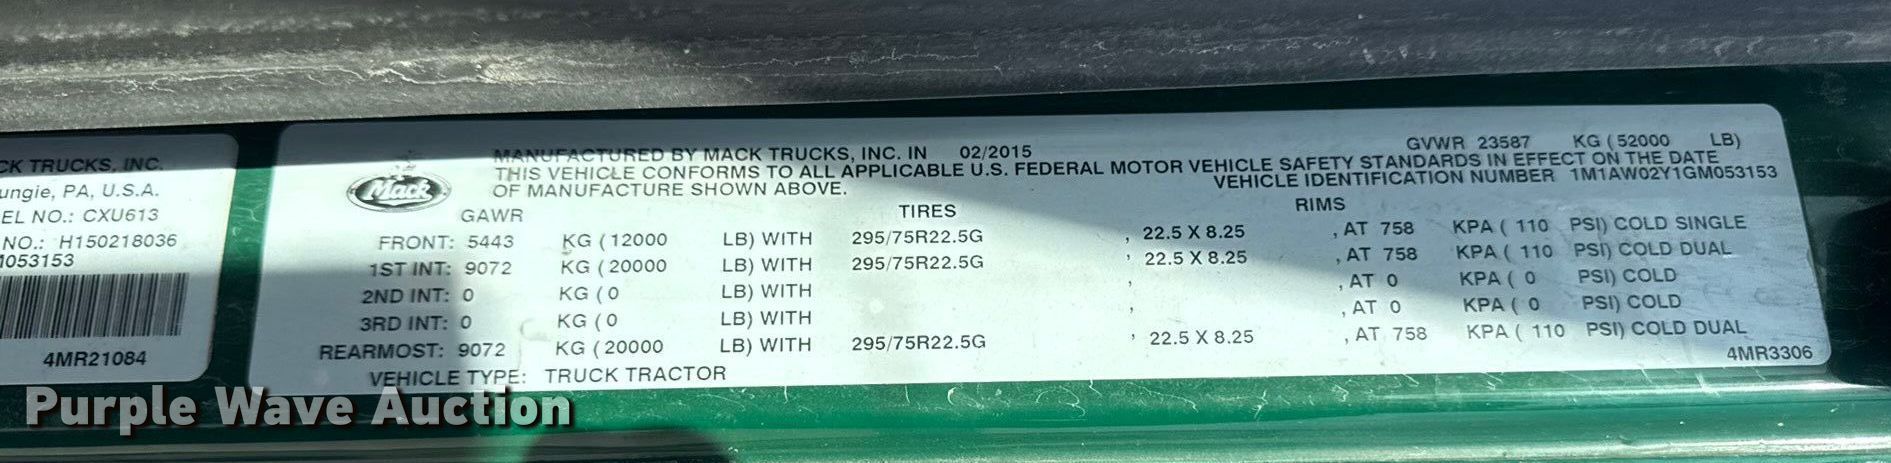 CK TRUCKS, INC.
ungie, PA, U.S.A.
EL NO.: CXU613
NO.: H150218036
053153
4MR21084
Mack
MANUFACTURED BY MACK TRUCKS, INC. IN 02/2015 GVWR 23587 KG ( 52000 LB)
THIS VEHICLE CONFORMS TO ALL APPLICABLE U.S. FEDERAL MOTOR VEHICLE SAFETY STANDARDS IN EFFECT ON THE DATE
OF MANUFACTURE SHOWN ABOVE. VEHICLE IDENTIFICATION NUMBER 1M1AW02Y1GM053153
GAWR TIRES RIMS
FRONT: 5443 KG ( 12000 LB) WITH 295/75R22.5G , 22.5 X 8.25 , AT 758 KPA ( 110 PSI) COLD SINGLE
1ST INT: 9072 KG ( 20000 LB) WITH 295/75R22.5G , 22.5 X 8.25 , AT 758 KPA ( 110 PSI) COLD DUAL
2ND INT: 0 KG ( 0 LB) WITH , , AT 0 KPA ( 0 PSI) COLD
3RD INT: 0 KG ( 0 LB) WITH , , AT 0 KPA ( 0 PSI) COLD
REARMOST: 9072 KG ( 20000 LB) WITH 295/75R22.5G , 22.5 X 8.25 , AT 758 KPA ( 110 PSI) COLD DUAL
VEHICLE TYPE: TRUCK TRACTOR 4MR3306
Purple Wave Auction